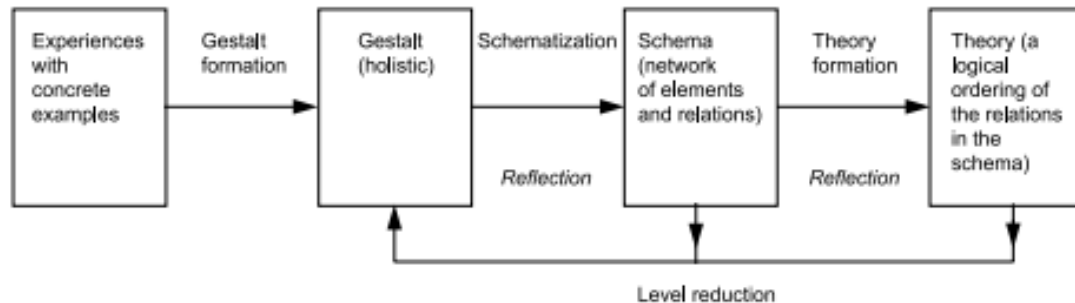 Experiences
with
concrete
examples
Gestalt
formation
Gestalt
(holistic)
Schematization
Reflection
Schema
(network
of elements
and relations)
Theory
formation
Reflection
Theory (a
logical
ordering of
the relations
in the
schema)
Level reduction